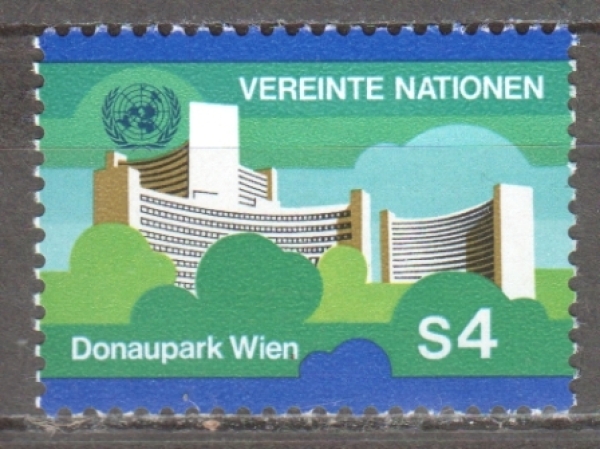 VEREINTE NATIONEN
Donaupark Wien
S4